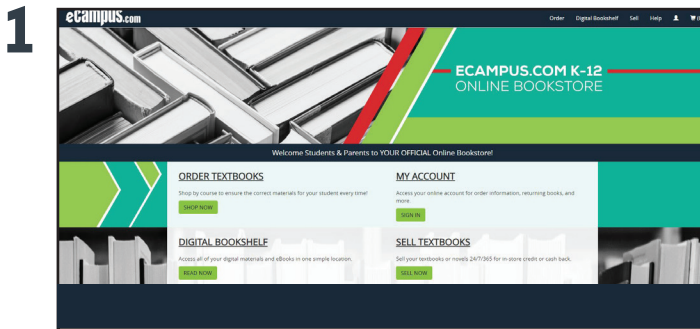 1
ecampus.com
Order Digital Bookshelf Sell Help
ECAMPUS.COM K-12
ONLINE BOOKSTORE
Welcome Students & Parents to YOUR OFFICIAL Online Bookstore!
ORDER TEXTBOOKS
Shop by course to ensure the correct materials for your student every time!
SHOP NOW
MY ACCOUNT
Access your online account for order information, returning books, and
more.
SIGN IN
DIGITAL BOOKSHELF
Access all of your digital materials and eBooks in one simple location.
READ NOW
SELL TEXTBOOKS
Sell your textbooks or novels 24/7/365 for in-store credit or cash back.
SELL NOW